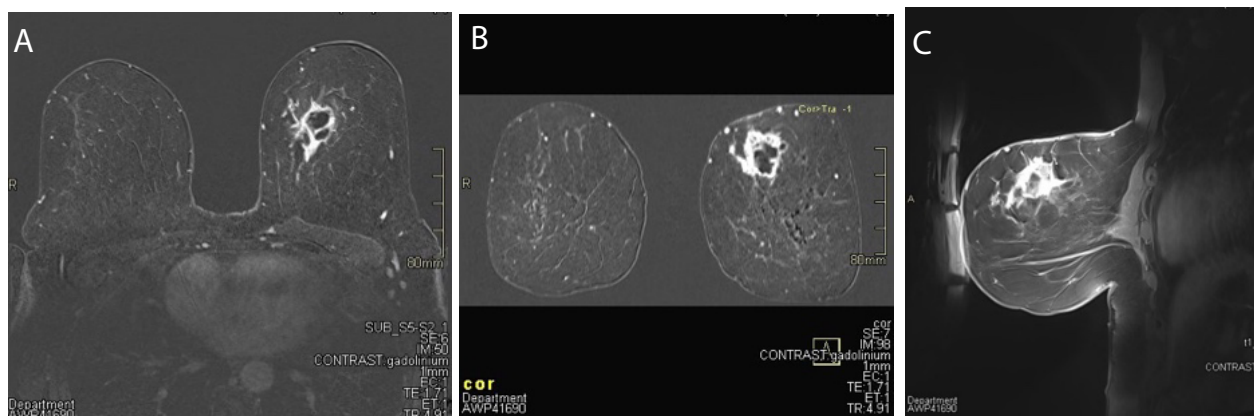 A
R
80mm
SUB_S5-S2_1
SE:6
IM:50
CONTRAST:gadolinium
1mm
EC:1
TE:1.71
ET:1
TR:4.91
Department
AWP41690
B
Cor>Tra -1
R
80mm
cor
SE:7
IM:98
A
CONTRAST:gadolinium
1mm
EC:1
TE:1.71
ET:1
TR:4.91
cor
Department
AWP41690
C
A
t1_
CONTRAST:gad